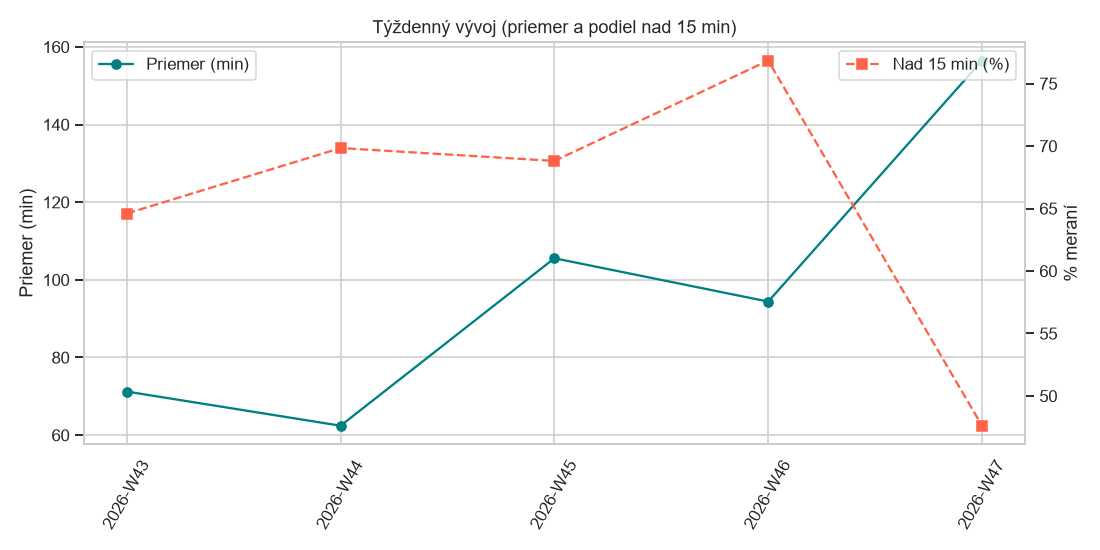 Týždenný vývoj (priemer a podiel nad 15 min)
Priemer (min)
Nad 15 min (%)
160
140
120
100
80
60
Priemer (min)
75
70
65
60
55
50
% meraní
2026-W43
2026-W44
2026-W45
2026-W46
2026-W47